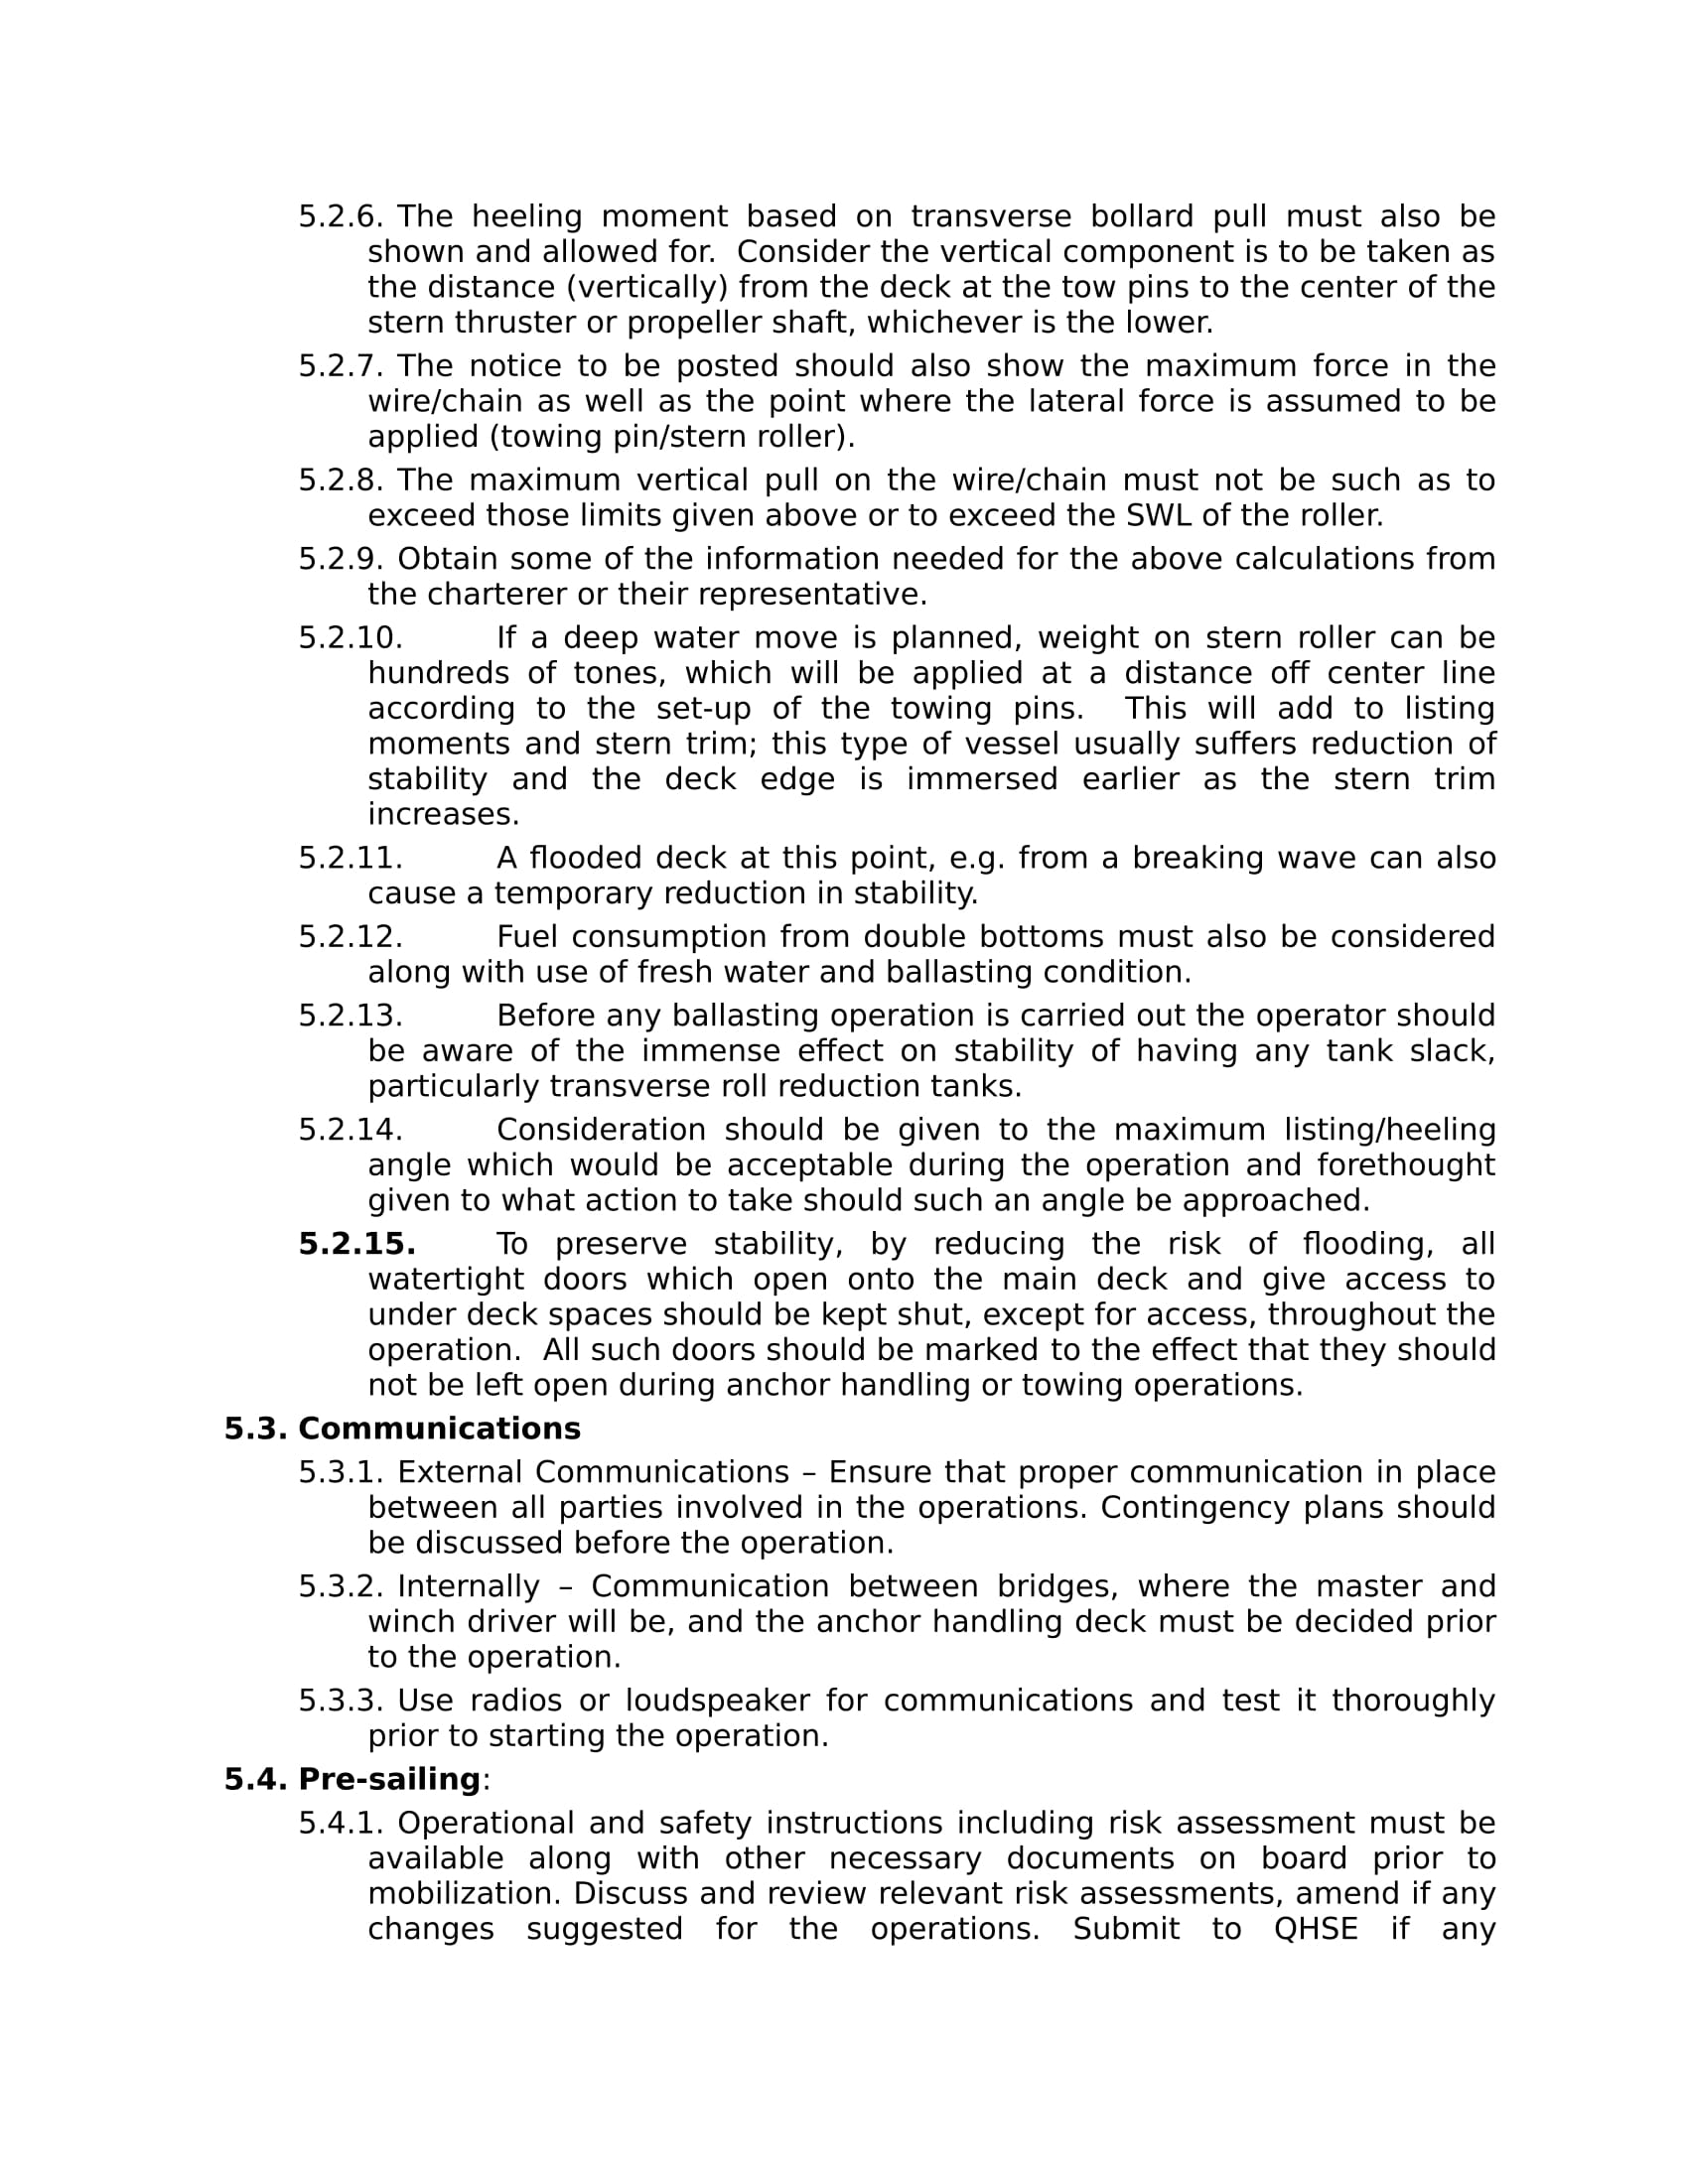 5.2.6. The heeling moment based on transverse bollard pull must also be
shown and allowed for.  Consider the vertical component is to be taken as
the distance (vertically) from the deck at the tow pins to the center of the
stern thruster or propeller shaft, whichever is the lower.
5.2.7. The notice to be posted should also show the maximum force in the
wire/chain as well as the point where the lateral force is assumed to be
applied (towing pin/stern roller).
5.2.8. The maximum vertical pull on the wire/chain must not be such as to
exceed those limits given above or to exceed the SWL of the roller.
5.2.9. Obtain some of the information needed for the above calculations from
the charterer or their representative.
5.2.10. If a deep water move is planned, weight on stern roller can be
hundreds of tones, which will be applied at a distance off center line
according to the set-up of the towing pins.  This will add to listing
moments and stern trim; this type of vessel usually suffers reduction of
stability and the deck edge is immersed earlier as the stern trim
increases.
5.2.11. A flooded deck at this point, e.g. from a breaking wave can also
cause a temporary reduction in stability.
5.2.12. Fuel consumption from double bottoms must also be considered
along with use of fresh water and ballasting condition.
5.2.13. Before any ballasting operation is carried out the operator should
be aware of the immense effect on stability of having any tank slack,
particularly transverse roll reduction tanks.
5.2.14. Consideration should be given to the maximum listing/heeling
angle which would be acceptable during the operation and forethought
given to what action to take should such an angle be approached.
5.2.15. To preserve stability, by reducing the risk of flooding, all
watertight doors which open onto the main deck and give access to
under deck spaces should be kept shut, except for access, throughout the
operation.  All such doors should be marked to the effect that they should
not be left open during anchor handling or towing operations.
5.3. Communications
5.3.1. External Communications – Ensure that proper communication in place
between all parties involved in the operations. Contingency plans should
be discussed before the operation.
5.3.2. Internally – Communication between bridges, where the master and
winch driver will be, and the anchor handling deck must be decided prior
to the operation.
5.3.3. Use radios or loudspeaker for communications and test it thoroughly
prior to starting the operation.
5.4. Pre-sailing:
5.4.1. Operational and safety instructions including risk assessment must be
available along with other necessary documents on board prior to
mobilization. Discuss and review relevant risk assessments, amend if any
changes suggested for the operations. Submit to QHSE if any